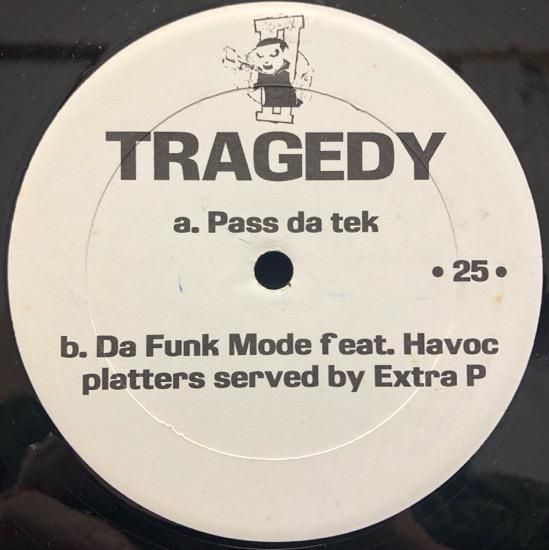 TRAGEDY
a. Pass da tek
• 25 •
b. Da Funk Mode feat. Havoc
platters served by Extra P